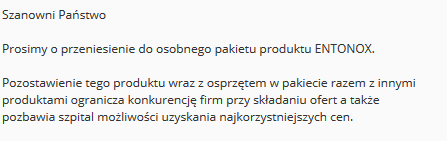 Szanowni Państwo
Prosimy o przeniesienie do osobnego pakietu produktu ENTONOX.
Pozostawienie tego produktu wraz z osprzętem w pakiecie razem z innymi
produktami ogranicza konkurencję firm przy składaniu ofert a także
pozbawia szpital możliwości uzyskania najkorzystniejszych cen.